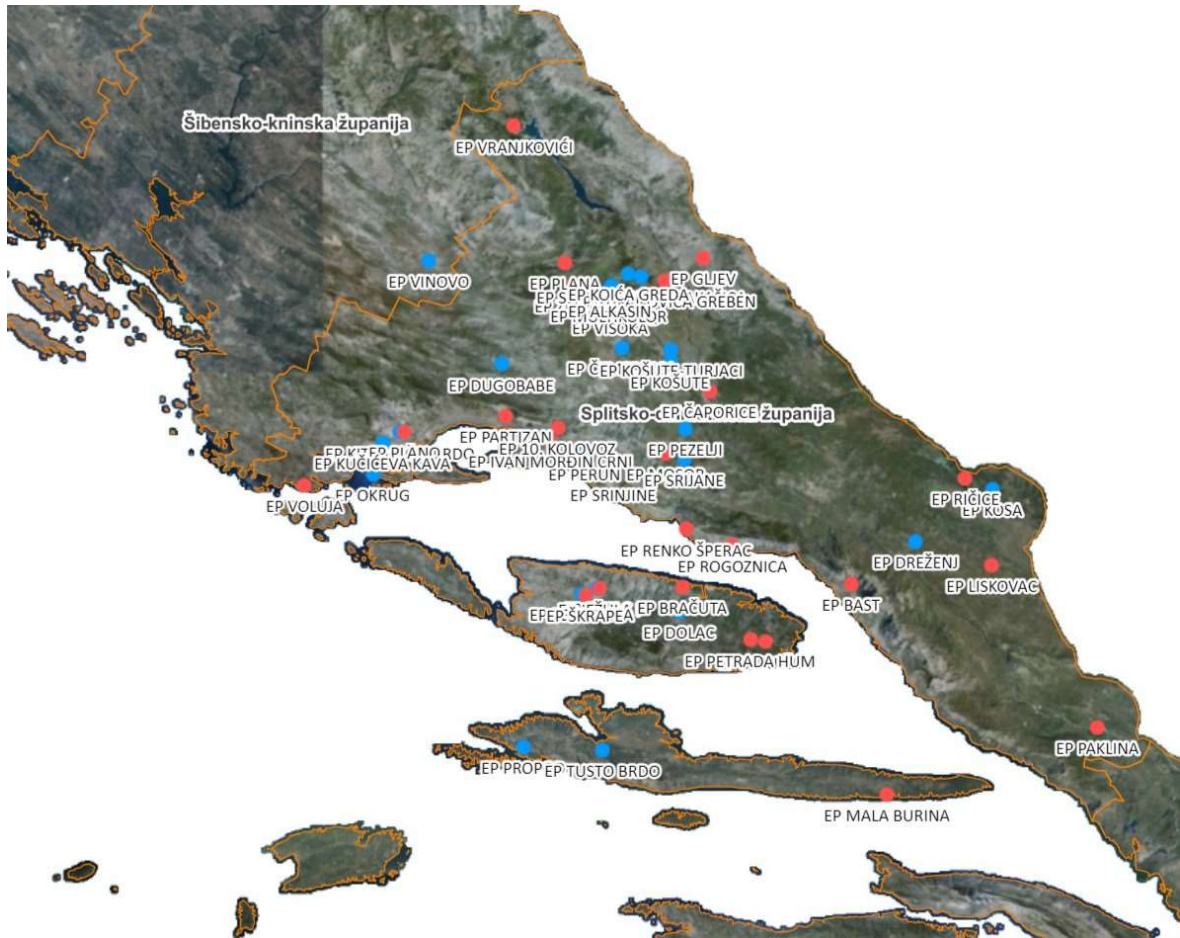 Šibensko-kninska županija
EP VRANJKOVIĆI
EP VINOVO
EP GLJEV
EP PLANA
EP KOIĆA GREDA
GREBEN
EP ALKASIN
EP VISOKA
EP KOŠUTE-TURJACI
EP KOŠUTE
EP DUGOBABE
EP ČAPORICE
županija
EP PARTIZAN
EP 10. KOLOVOZ
EP PEZELJI
EP IVAN MORĐIN CRNI
EP KUČIĆEVA KAVA
EP PERUN
EP SRIJANE
EP OKRUG
EP VOLUJA
EP SRINJINE
EP RIČICE
EP KOSA
EP RENKO ŠPERAC
EP ROGOZNICA
EP DREŽENJ
EP LISKOVAC
EP BAST
EP ŠKRAPEA
EP BRAČUTA
EP DOLAC
EP PETRADA
HUM
EP PAKLINA
EP TUSTO BRDO
EP MALA BURINA